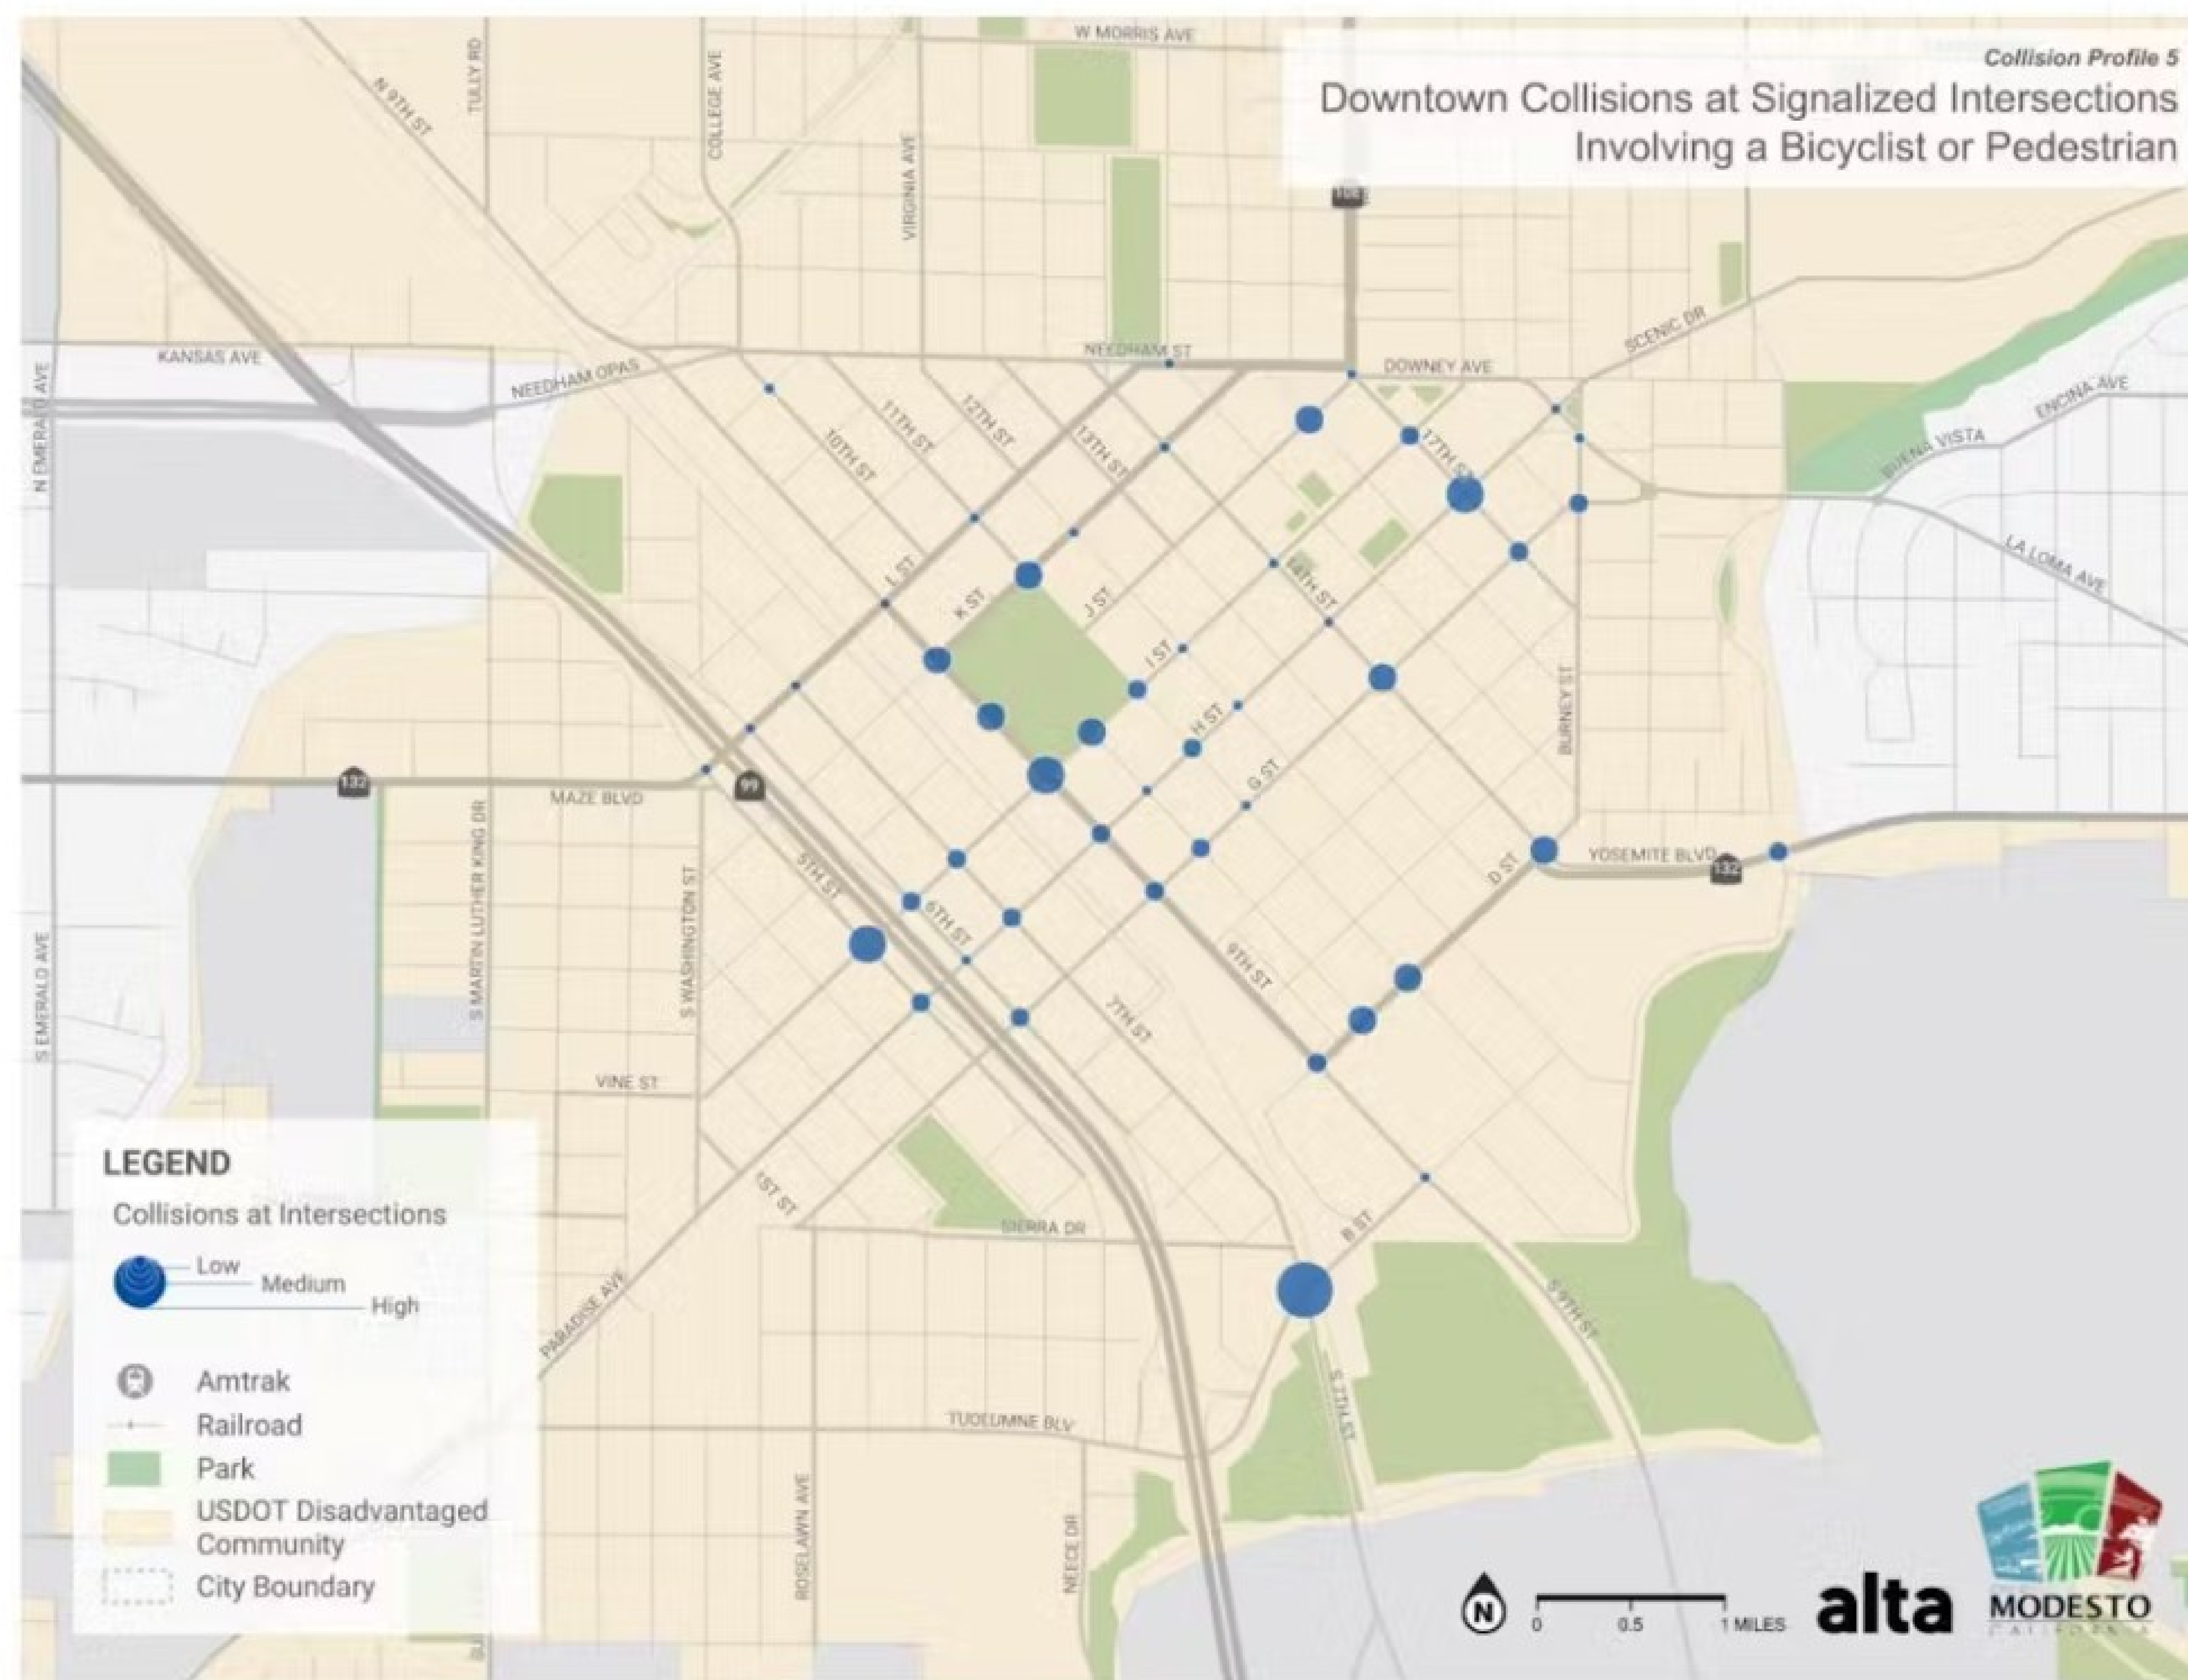 Collision Profile 5
Downtown Collisions at Signalized Intersections
Involving a Bicyclist or Pedestrian
W MORRIS AVE
N 9TH ST
TULLY RD
COLLEGE AVE
VIRGINIA AVE
108
KANSAS AVE
NEEDHAM OPAS
NEEDHAM ST
DOWNEY AVE
SCENIC DR
N EMERALD AVE
ENCINA AVE
BUENA VISTA
LA LOMA AVE
10TH ST
11TH ST
12TH ST
13TH ST
17TH ST
14TH ST
L ST
K ST
J ST
I ST
H ST
G ST
BURNEY ST
132
MAZE BLVD
99
S MARTIN LUTHER KING DR
S WASHINGTON ST
5TH ST
6TH ST
D ST
YOSEMITE BLVD
132
S EMERALD AVE
9TH ST
7TH ST
VINE ST
1ST ST
SIERRA DR
B ST
S 9TH ST
PARADISE AVE
S 7TH ST
TUOLUMNE BLV
ROSELAWN AVE
NEECE DR
LEGEND
Collisions at Intersections
Low
Medium
High
Amtrak
Railroad
Park
USDOT Disadvantaged
Community
City Boundary
N
0 0.5 1 MILES
alta
MODESTO
CALIFORNIA